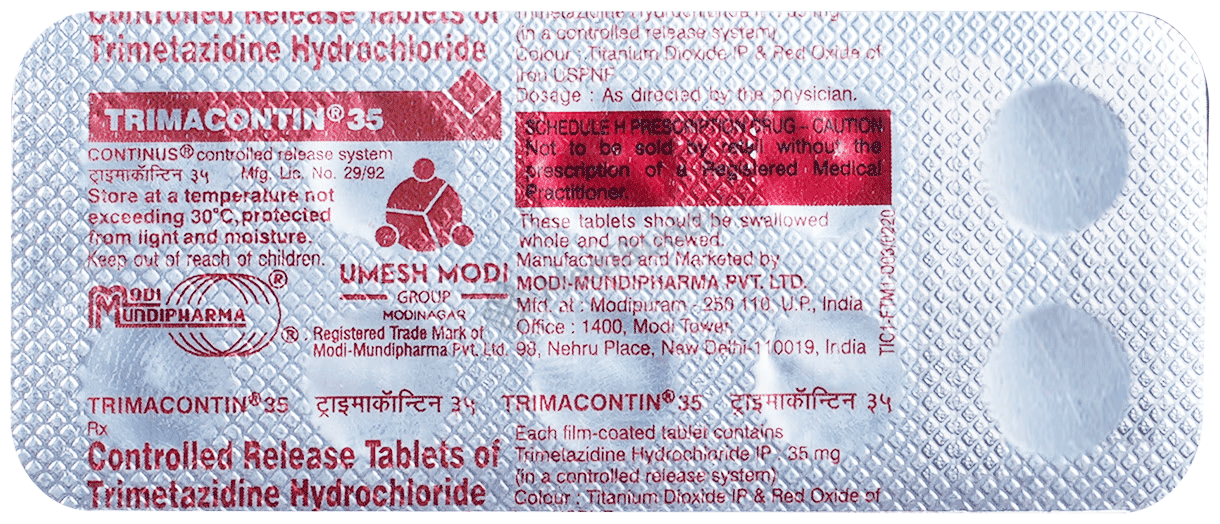 Controlled Release Tablets of
Trimetazidine Hydrochloride
TRIMACONTIN® 35
CONTINUS® controlled release system
ट्राइमाकॅान्टिन ३५ Mfg. Lic. No. 29/92
Store at a temperature not
exceeding 30°C, protected
from light and moisture.
Keep out of reach of children.
MODI
MUNDIPHARMA
®
UMESH MODI
GROUP
MODINAGAR
® . Registered Trade Mark of
Modi-Mundipharma Pvt. Ltd.
TRIMACONTIN® 35 ट्राइमाकॅान्टिन ३५
Rx
Controlled Release Tablets of
Trimetazidine Hydrochloride
Trimetazidine Hydrochloride IP 35 mg
(in a controlled release system)
Colour : Titanium Dioxide IP & Red Oxide of
Iron USPNF
Dosage : As directed by the physician.
SCHEDULE H PRESCRIPTION DRUG - CAUTION
Not to be sold by retail without the
prescription of a Registered Medical
Practitioner.
These tablets should be swallowed
whole and not chewed.
Manufactured and Marketed by
MODI-MUNDIPHARMA PVT. LTD.
Mfd. at : Modipuram - 250 110, U.P., India
Office : 1400, Modi Tower,
98, Nehru Place, New Delhi-110019, India
TRIMACONTIN® 35 ट्राइमाकॅान्टिन ३५
Each film-coated tablet contains
Trimetazidine Hydrochloride IP 35 mg
(in a controlled release system)
Colour : Titanium Dioxide IP & Red Oxide of